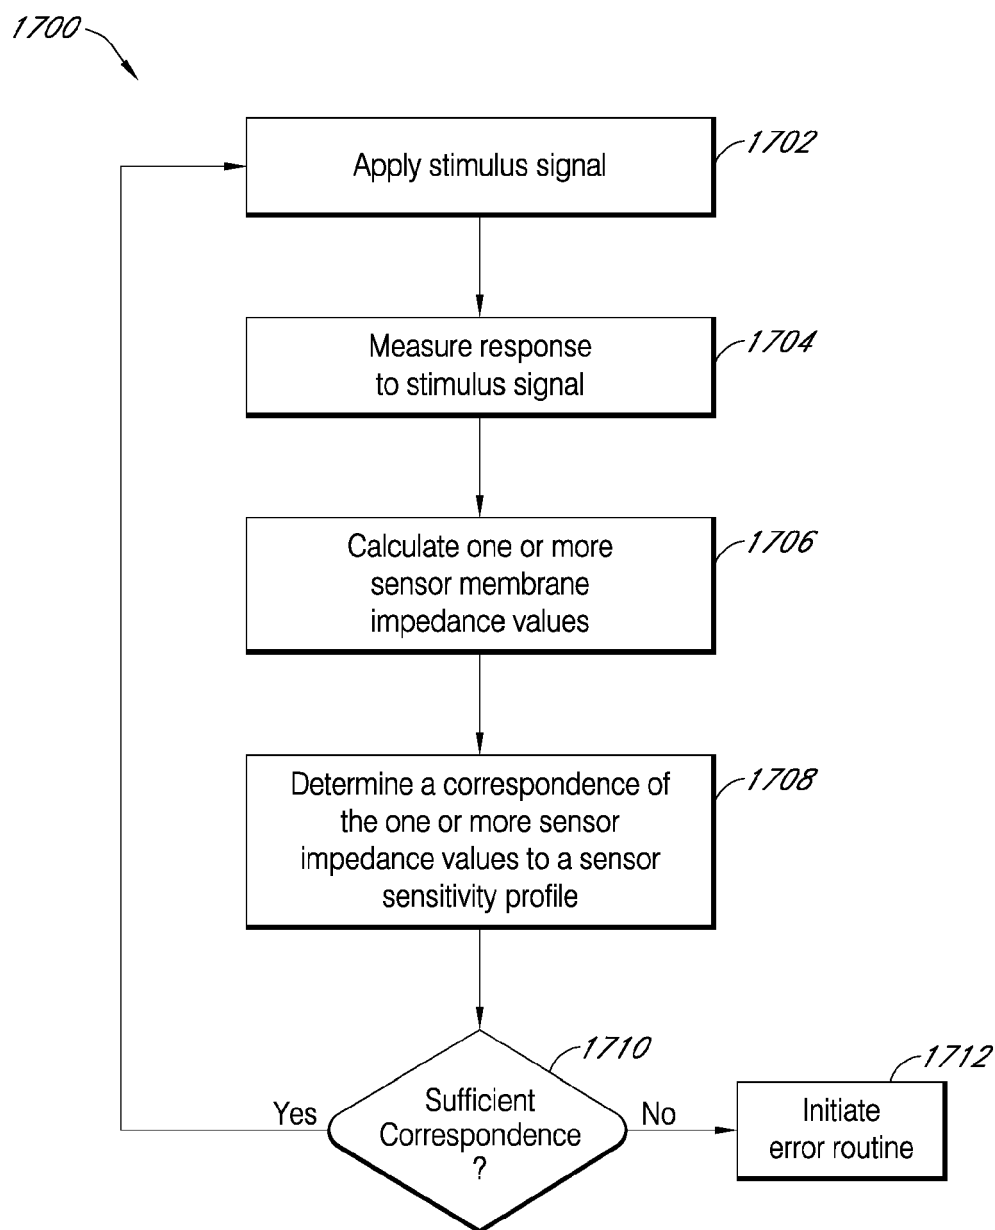 1700
Apply stimulus signal
1702
Measure response
to stimulus signal
1704
Calculate one or more
sensor membrane
impedance values
1706
Determine a correspondence of
the one or more sensor
impedance values to a sensor
sensitivity profile
1708
Sufficient
Correspondence
?
1710
Yes
No
Initiate
error routine
1712